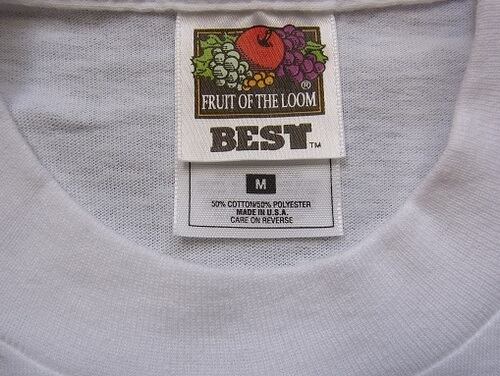 ®
FRUIT OF THE LOOM
BEST™
M
50% COTTON/50% POLYESTER
MADE IN U.S.A.
CARE ON REVERSE